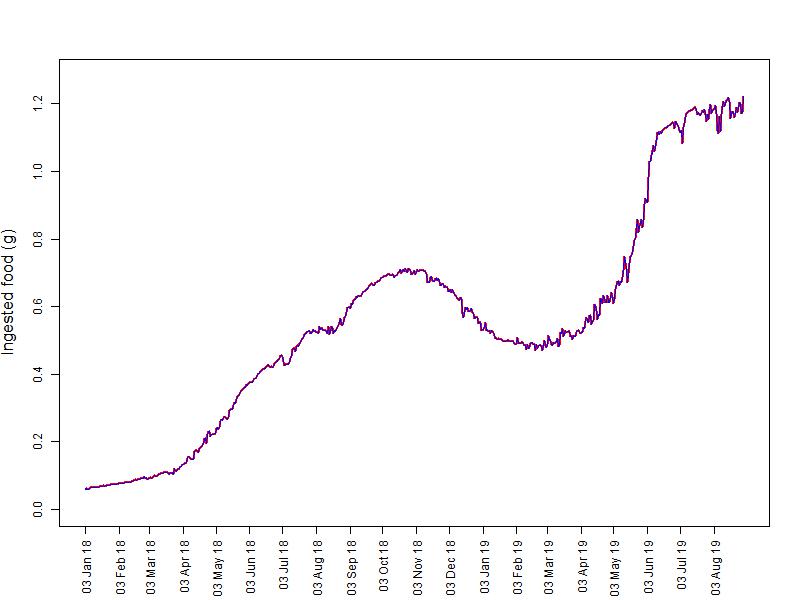 Ingested food (g)
1.2
1.0
0.8
0.6
0.4
0.2
0.0
03 Jan 18
03 Feb 18
03 Mar 18
03 Apr 18
03 May 18
03 Jun 18
03 Jul 18
03 Aug 18
03 Sep 18
03 Oct 18
03 Nov 18
03 Dec 18
03 Jan 19
03 Feb 19
03 Mar 19
03 Apr 19
03 May 19
03 Jun 19
03 Jul 19
03 Aug 19